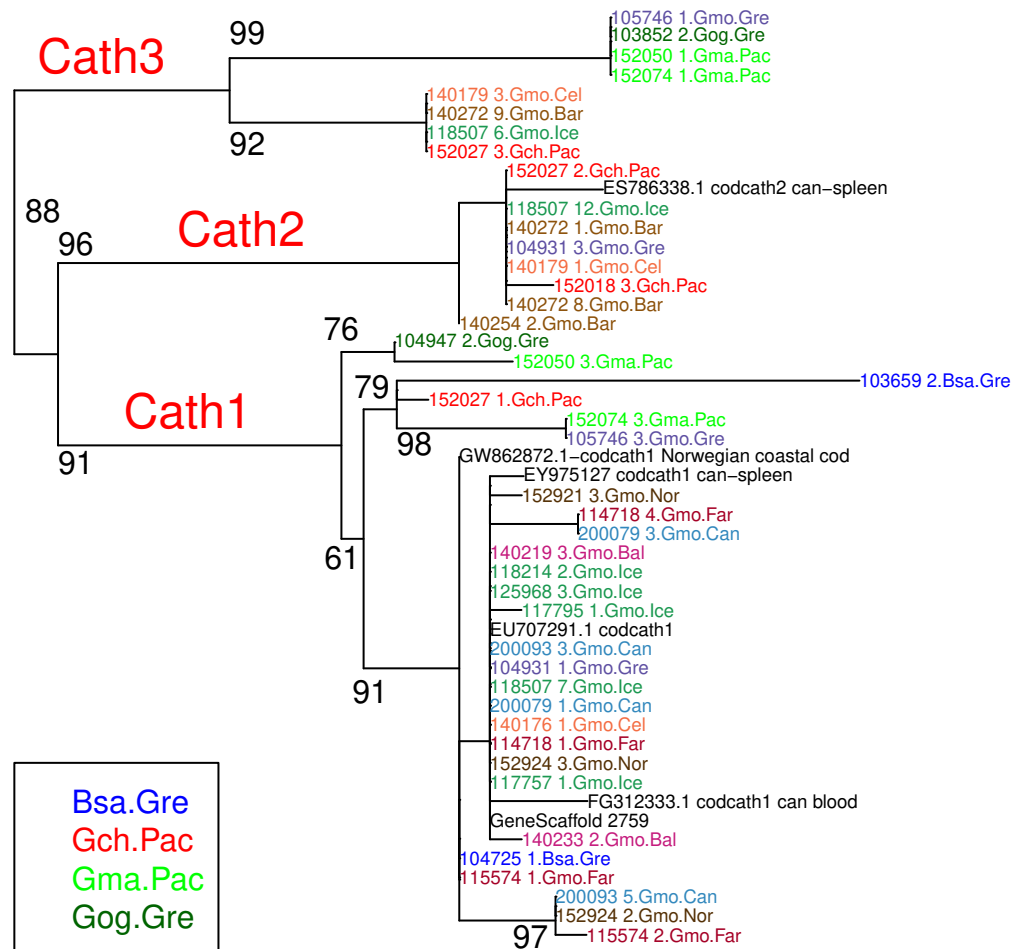 105746 1.Gmo.Gre
99
103852 2.Gog.Gre
Cath3
152050 1.Gma.Pac
152074 1.Gma.Pac
140179 3.Gmo.Cel
140272 9.Gmo.Bar
118507 6.Gmo.Ice
92
152027 3.Gch.Pac
152027 2.Gch.Pac
ES786338.1 codcath2 can−spleen
88
118507 12.Gmo.Ice
Cath2
140272 1.Gmo.Bar
96
104931 3.Gmo.Gre
140179 1.Gmo.Cel
152018 3.Gch.Pac
140272 8.Gmo.Bar
140254 2.Gmo.Bar
76
104947 2.Gog.Gre
152050 3.Gma.Pac
103659 2.Bsa.Gre
79
152027 1.Gch.Pac
Cath1
152074 3.Gma.Pac
98
105746 3.Gmo.Gre
91
GW862872.1−codcath1 Norwegian coastal cod
EY975127 codcath1 can−spleen
152921 3.Gmo.Nor
114718 4.Gmo.Far
200079 3.Gmo.Can
140219 3.Gmo.Bal
61
118214 2.Gmo.Ice
125968 3.Gmo.Ice
117795 1.Gmo.Ice
EU707291.1 codcath1
200093 3.Gmo.Can
104931 1.Gmo.Gre
118507 7.Gmo.Ice
91
200079 1.Gmo.Can
140176 1.Gmo.Cel
114718 1.Gmo.Far
152924 3.Gmo.Nor
117757 1.Gmo.Ice
FG312333.1 codcath1 can blood
GeneScaffold 2759
140233 2.Gmo.Bal
104725 1.Bsa.Gre
115574 1.Gmo.Far
200093 5.Gmo.Can
152924 2.Gmo.Nor
97
115574 2.Gmo.Far
Bsa.Gre
Gch.Pac
Gma.Pac
Gog.Gre